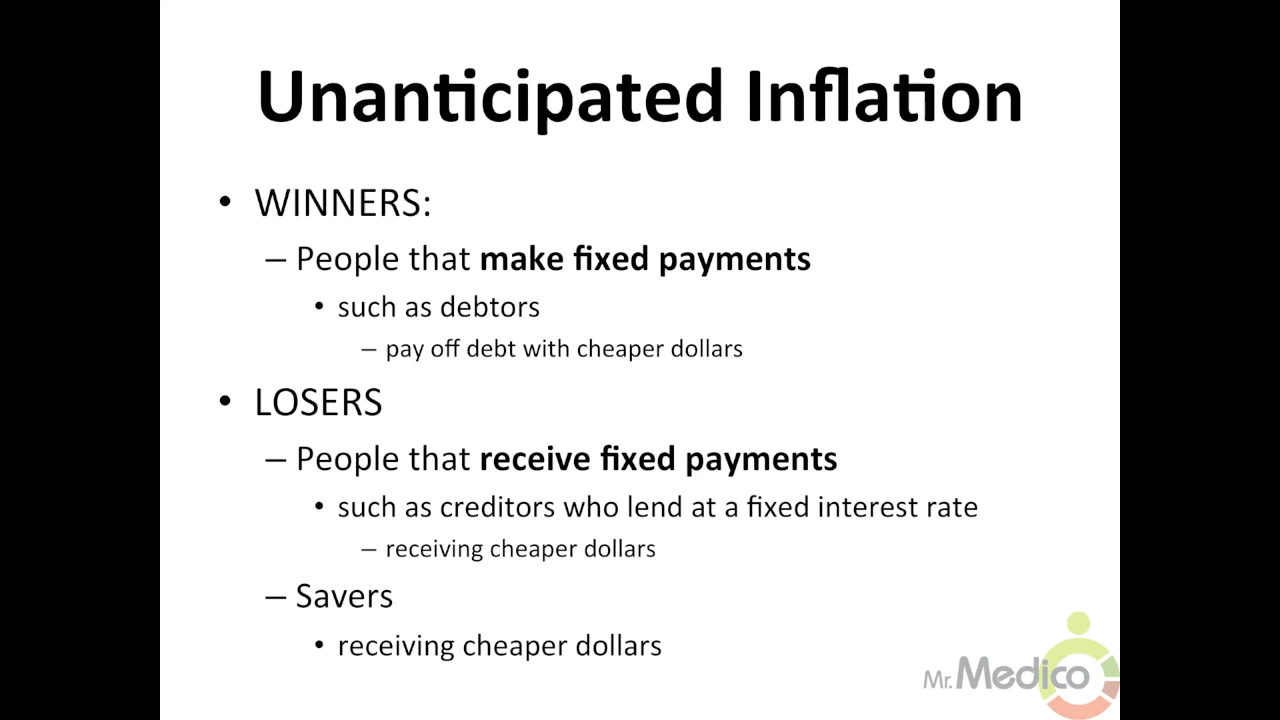 Unanticipated Inflation
• WINNERS:
– People that make fixed payments
• such as debtors
– pay off debt with cheaper dollars
• LOSERS
– People that receive fixed payments
• such as creditors who lend at a fixed interest rate
– receiving cheaper dollars
– Savers
• receiving cheaper dollars
Mr. Medico